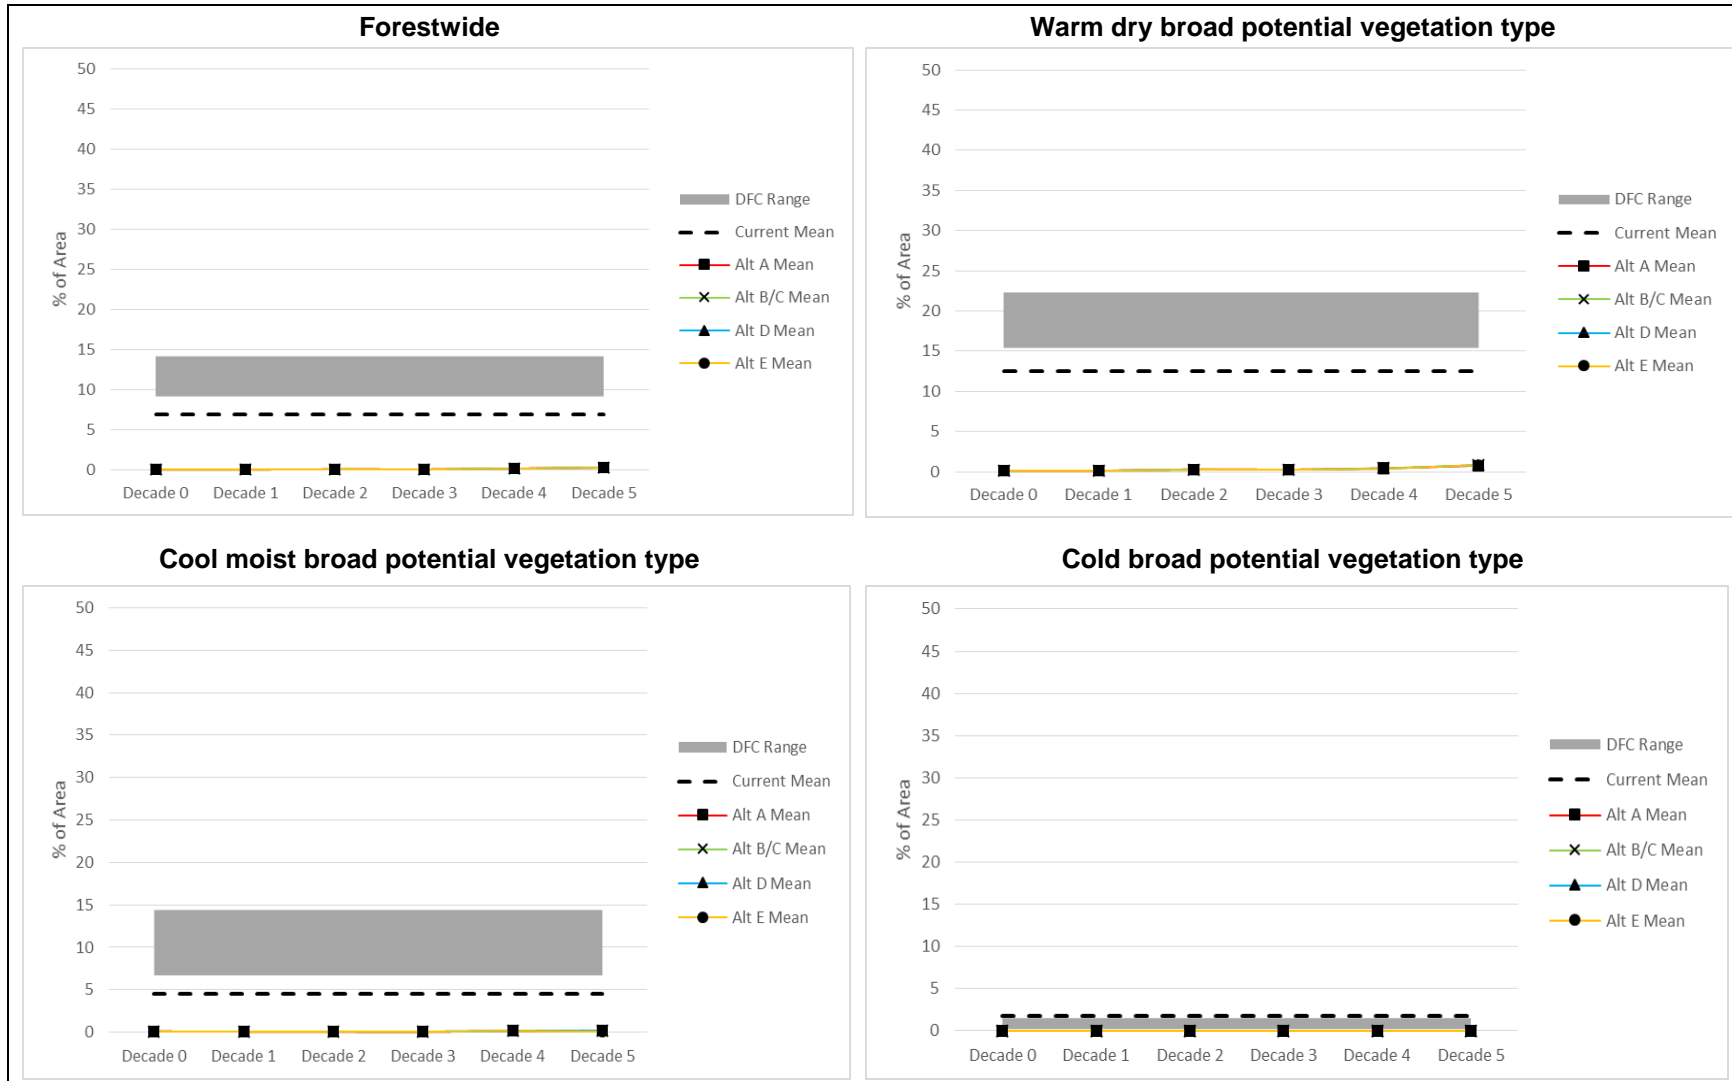 Forestwide
50
45
40
35
30
25
20
15
10
5
0
% of Area
Decade 0 Decade 1 Decade 2 Decade 3 Decade 4 Decade 5
DFC Range
Current Mean
Alt A Mean
Alt B/C Mean
Alt D Mean
Alt E Mean
Warm dry broad potential vegetation type
50
45
40
35
30
25
20
15
10
5
0
% of Area
Decade 0 Decade 1 Decade 2 Decade 3 Decade 4 Decade 5
DFC Range
Current Mean
Alt A Mean
Alt B/C Mean
Alt D Mean
Alt E Mean
Cool moist broad potential vegetation type
50
45
40
35
30
25
20
15
10
5
0
% of Area
Decade 0 Decade 1 Decade 2 Decade 3 Decade 4 Decade 5
DFC Range
Current Mean
Alt A Mean
Alt B/C Mean
Alt D Mean
Alt E Mean
Cold broad potential vegetation type
50
45
40
35
30
25
20
15
10
5
0
% of Area
Decade 0 Decade 1 Decade 2 Decade 3 Decade 4 Decade 5
DFC Range
Current Mean
Alt A Mean
Alt B/C Mean
Alt D Mean
Alt E Mean